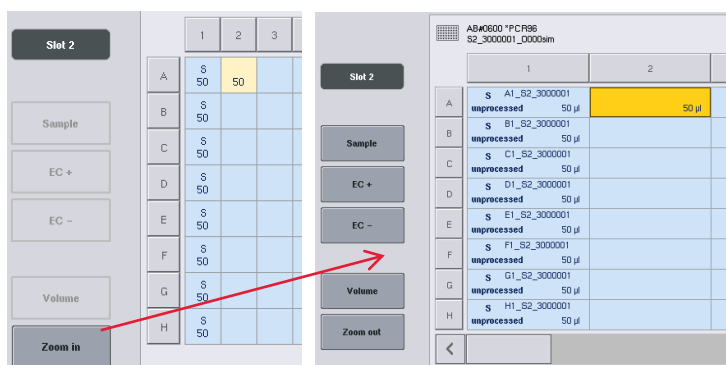 Slot 2
Sample
EC +
EC –
Volume
Zoom in
1 2 3
A S 50 50
B S 50
C S 50
D S 50
E S 50
F S 50
G S 50
H S 50
AB#0600 *PCR96
S2_3000001_0000sim
Slot 2
Sample
EC +
EC –
Volume
Zoom out
1 2
A S A1_S2_3000001
unprocessed 50 µl 50 µl
B S B1_S2_3000001
unprocessed 50 µl
C S C1_S2_3000001
unprocessed 50 µl
D S D1_S2_3000001
unprocessed 50 µl
E S E1_S2_3000001
unprocessed 50 µl
F S F1_S2_3000001
unprocessed 50 µl
G S G1_S2_3000001
unprocessed 50 µl
H S H1_S2_3000001
unprocessed 50 µl